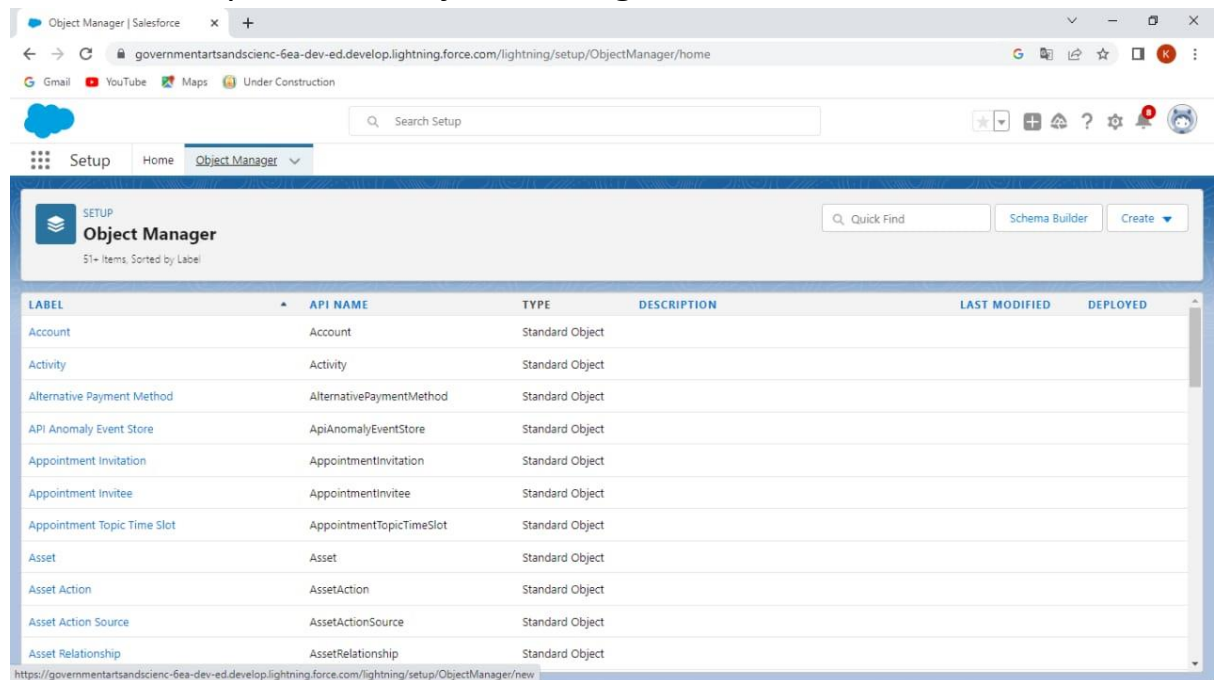 Object Manager | Salesforce
governmentartsandscienc-6ea-dev-ed.develop.lightning.force.com/lightning/setup/ObjectManager/home
G
K
G Gmail YouTube Maps Under Construction
Search Setup
8
Setup Home Object Manager
SETUP
Object Manager
51+ Items, Sorted by Label
Quick Find Schema Builder Create
LABEL API NAME TYPE DESCRIPTION LAST MODIFIED DEPLOYED
Account Account Standard Object
Activity Activity Standard Object
Alternative Payment Method AlternativePaymentMethod Standard Object
API Anomaly Event Store ApiAnomalyEventStore Standard Object
Appointment Invitation AppointmentInvitation Standard Object
Appointment Invitee AppointmentInvitee Standard Object
Appointment Topic Time Slot AppointmentTopicTimeSlot Standard Object
Asset Asset Standard Object
Asset Action AssetAction Standard Object
Asset Action Source AssetActionSource Standard Object
Asset Relationship AssetRelationship Standard Object
https://governmentartsandscienc-6ea-dev-ed.develop.lightning.force.com/lightning/setup/ObjectManager/new